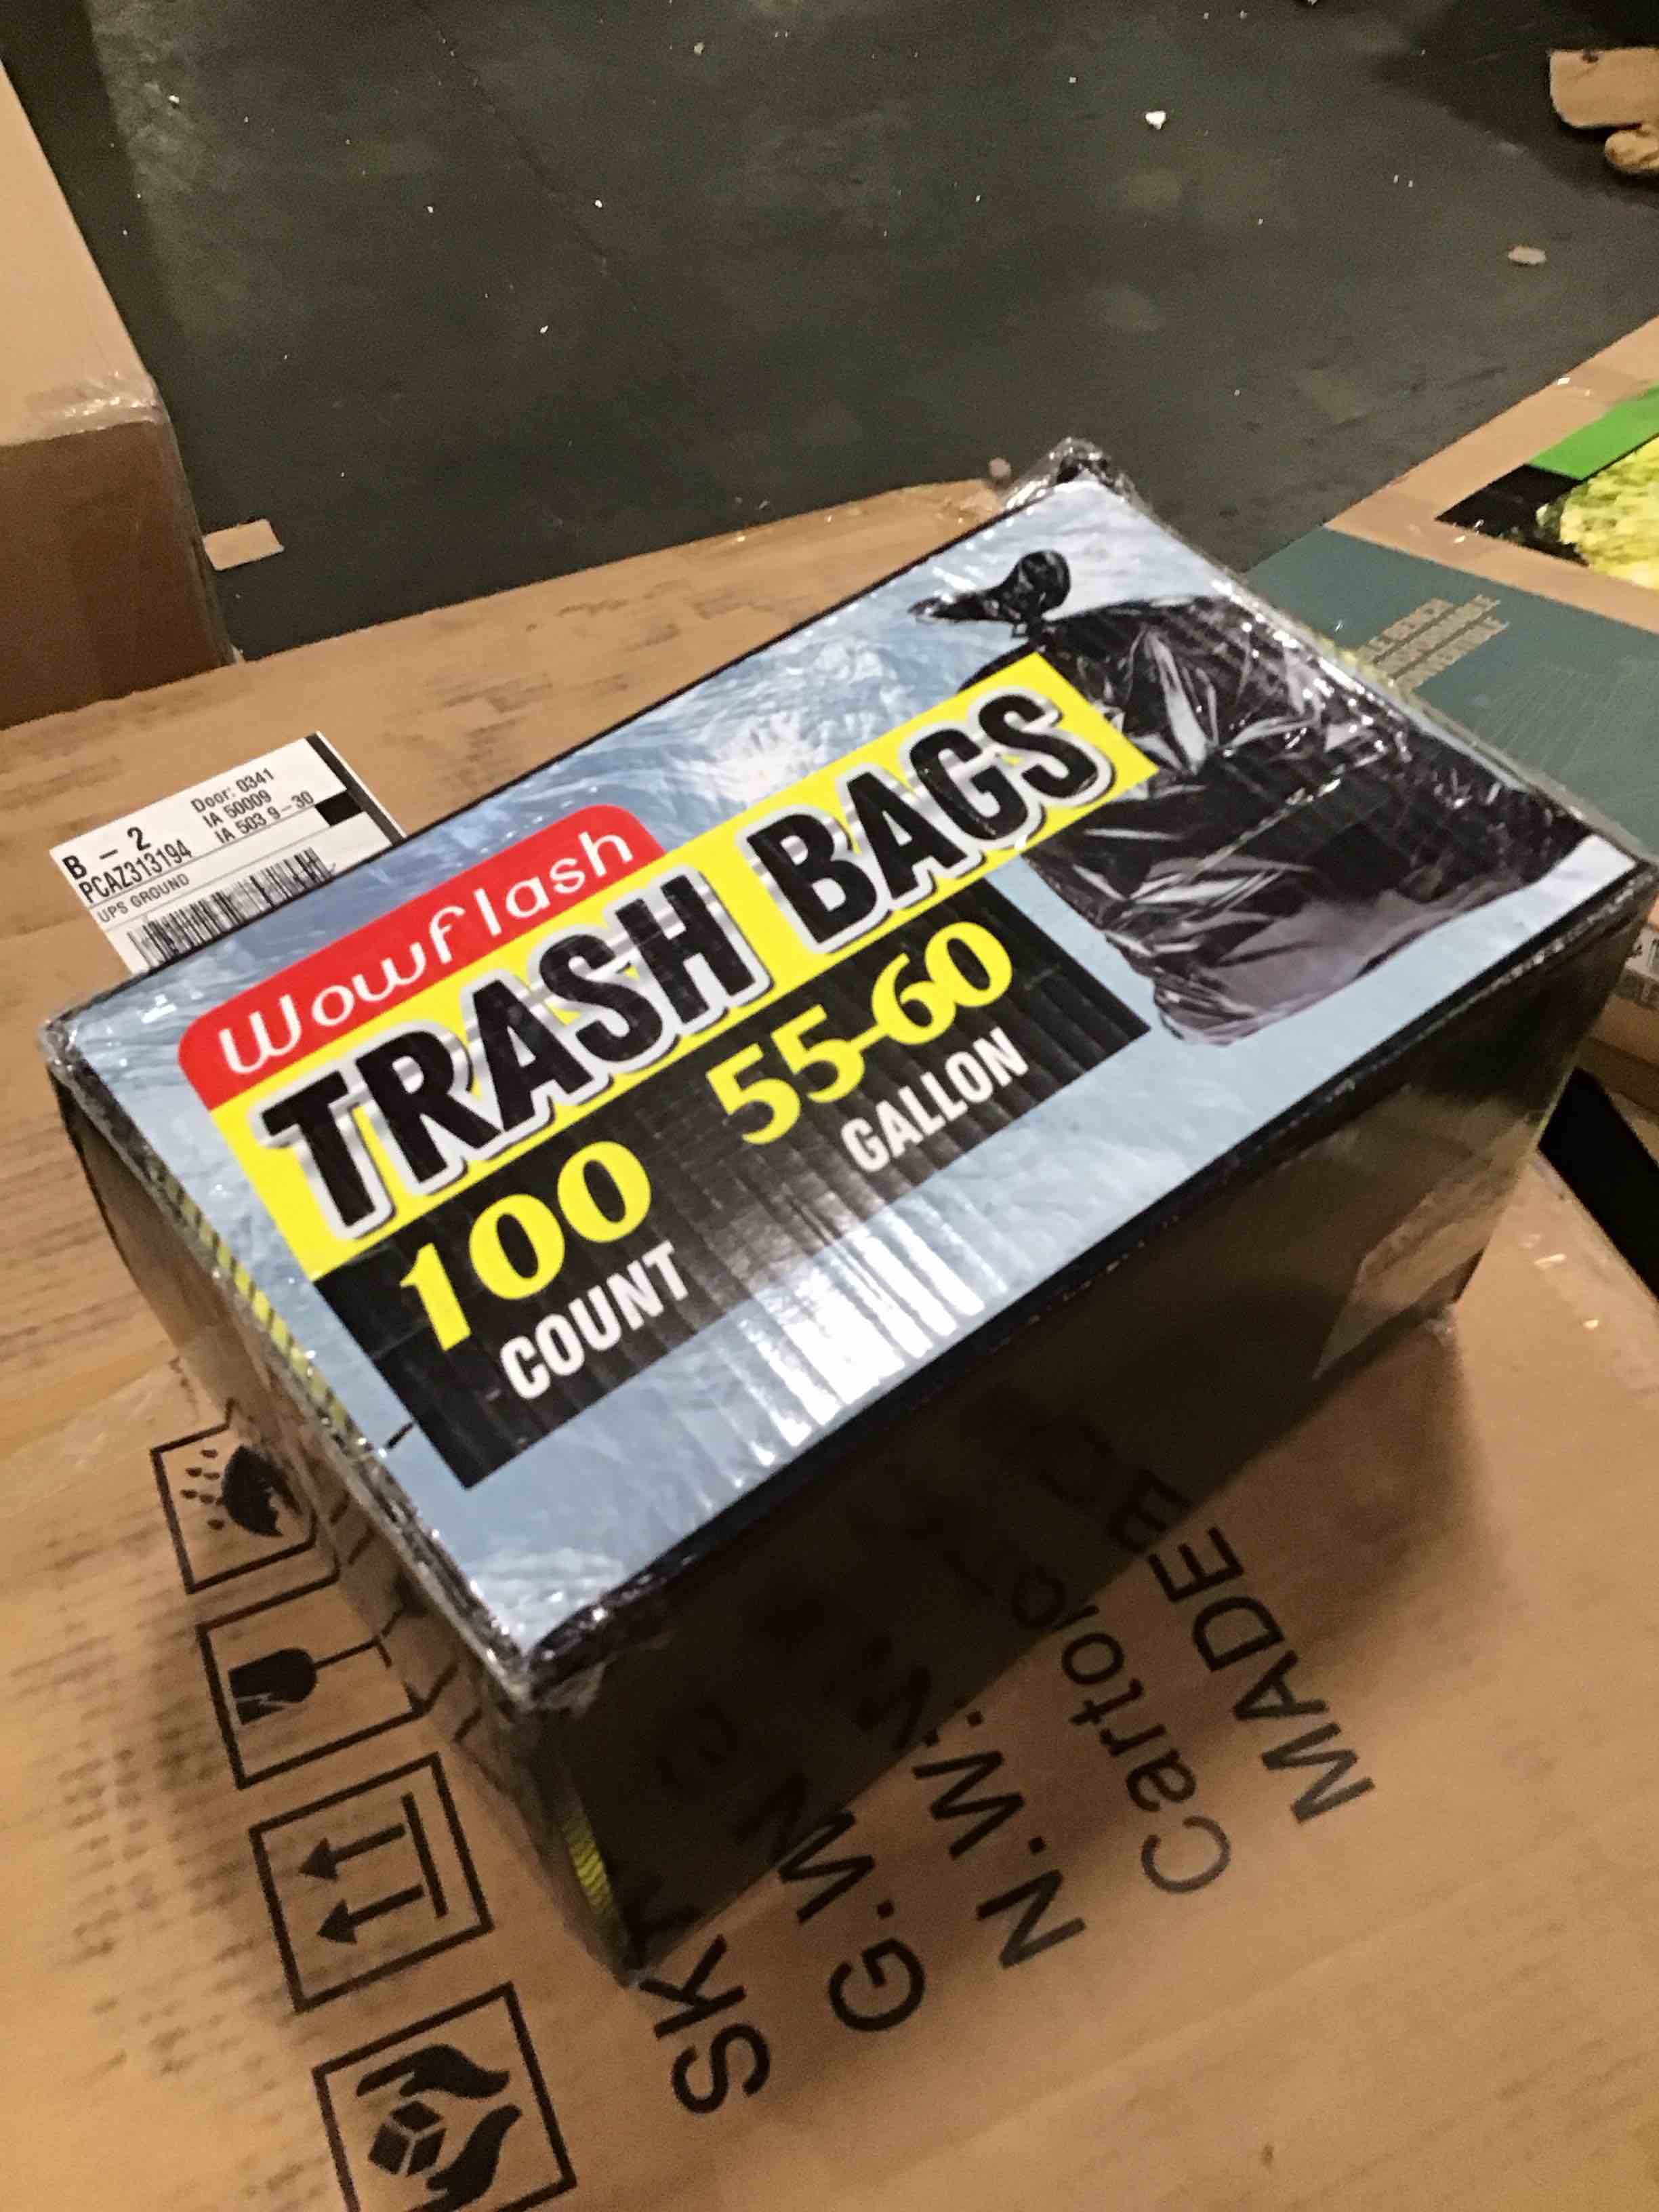 Wowflash
TRASH BAGS
100
COUNT
55-60
GALLON
B - 2
PCAZ313194
UPS GROUND
Door: 0341
IA 50009
IA 503 9-30
SK
G.W
N.W.
Carto
MADE